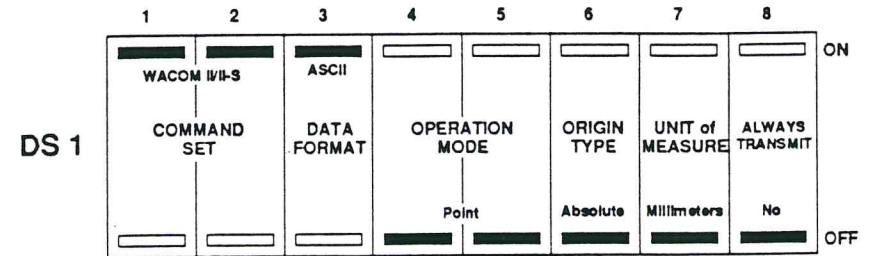 1 2 3 4 5 6 7 8
ON
WACOM II/II-S ASCII
DS 1
COMMAND SET
DATA FORMAT
OPERATION MODE
ORIGIN TYPE
UNIT of MEASURE
ALWAYS TRANSMIT
Point Absolute Millimeters No
OFF